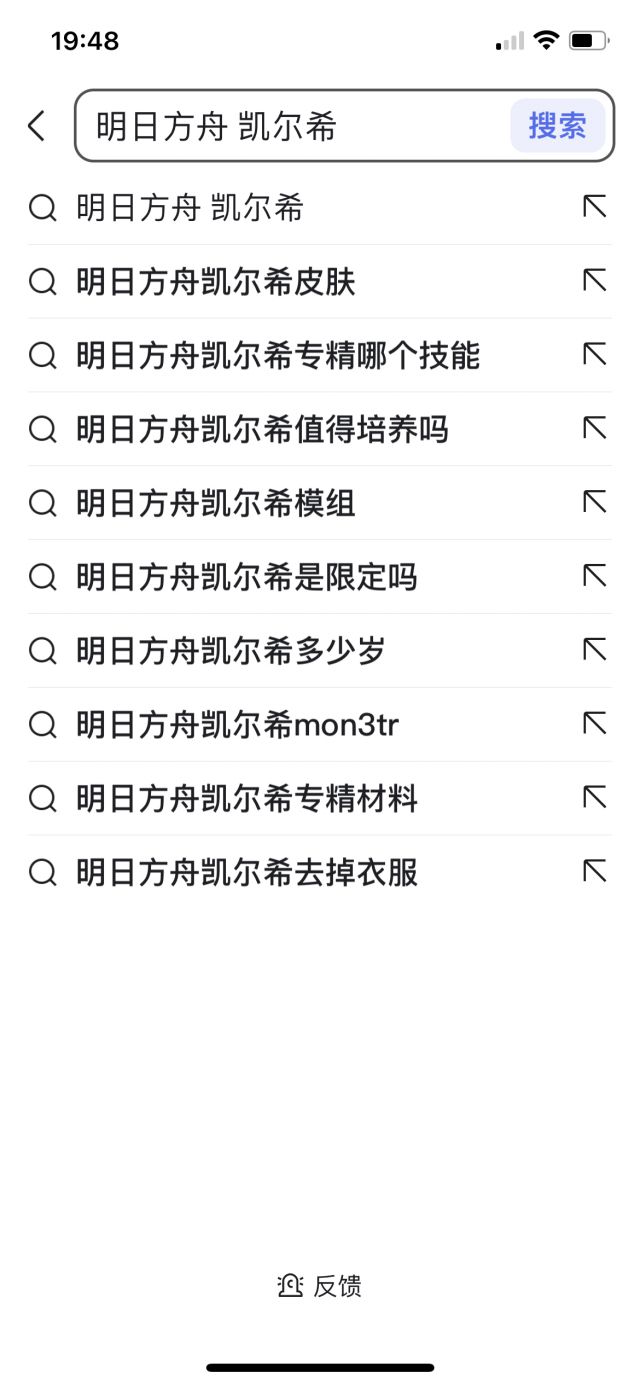 19:48
明日方舟 凯尔希
搜索
明日方舟 凯尔希
明日方舟凯尔希皮肤
明日方舟凯尔希专精哪个技能
明日方舟凯尔希值得培养吗
明日方舟凯尔希模组
明日方舟凯尔希是限定吗
明日方舟凯尔希多少岁
明日方舟凯尔希mon3tr
明日方舟凯尔希专精材料
明日方舟凯尔希去掉衣服
反馈